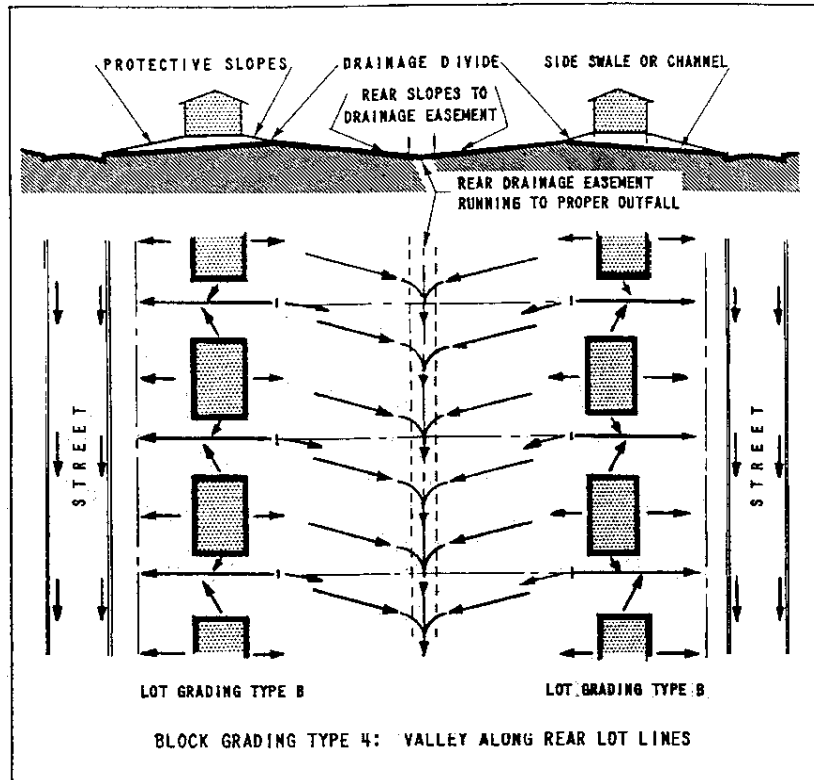 PROTECTIVE SLOPES
DRAINAGE DIVIDE
SIDE SWALE OR CHANNEL
REAR SLOPES TO
DRAINAGE EASEMENT
REAR DRAINAGE EASEMENT
RUNNING TO PROPER OUTFALL
STREET
STREET
LOT GRADING TYPE B
LOT GRADING TYPE B
BLOCK GRADING TYPE 4: VALLEY ALONG REAR LOT LINES